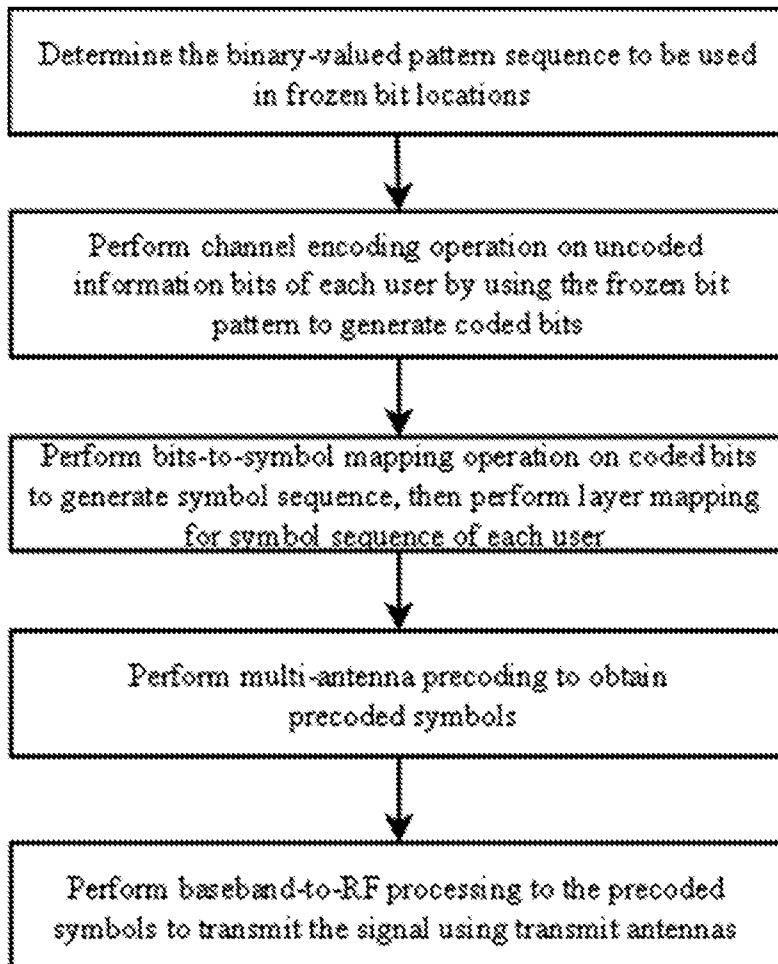 Determine the binary-valued pattern sequence to be used
in frozen bit locations
Perform channel encoding operation on uncoded
information bits of each user by using the frozen bit
pattern to generate coded bits
Perform bits-to-symbol mapping operation on coded bits
to generate symbol sequence, then perform layer mapping
for symbol sequence of each user
Perform multi-antenna precoding to obtain
precoded symbols
Perform baseband-to-RF processing to the precoded
symbols to transmit the signal using transmit antennas